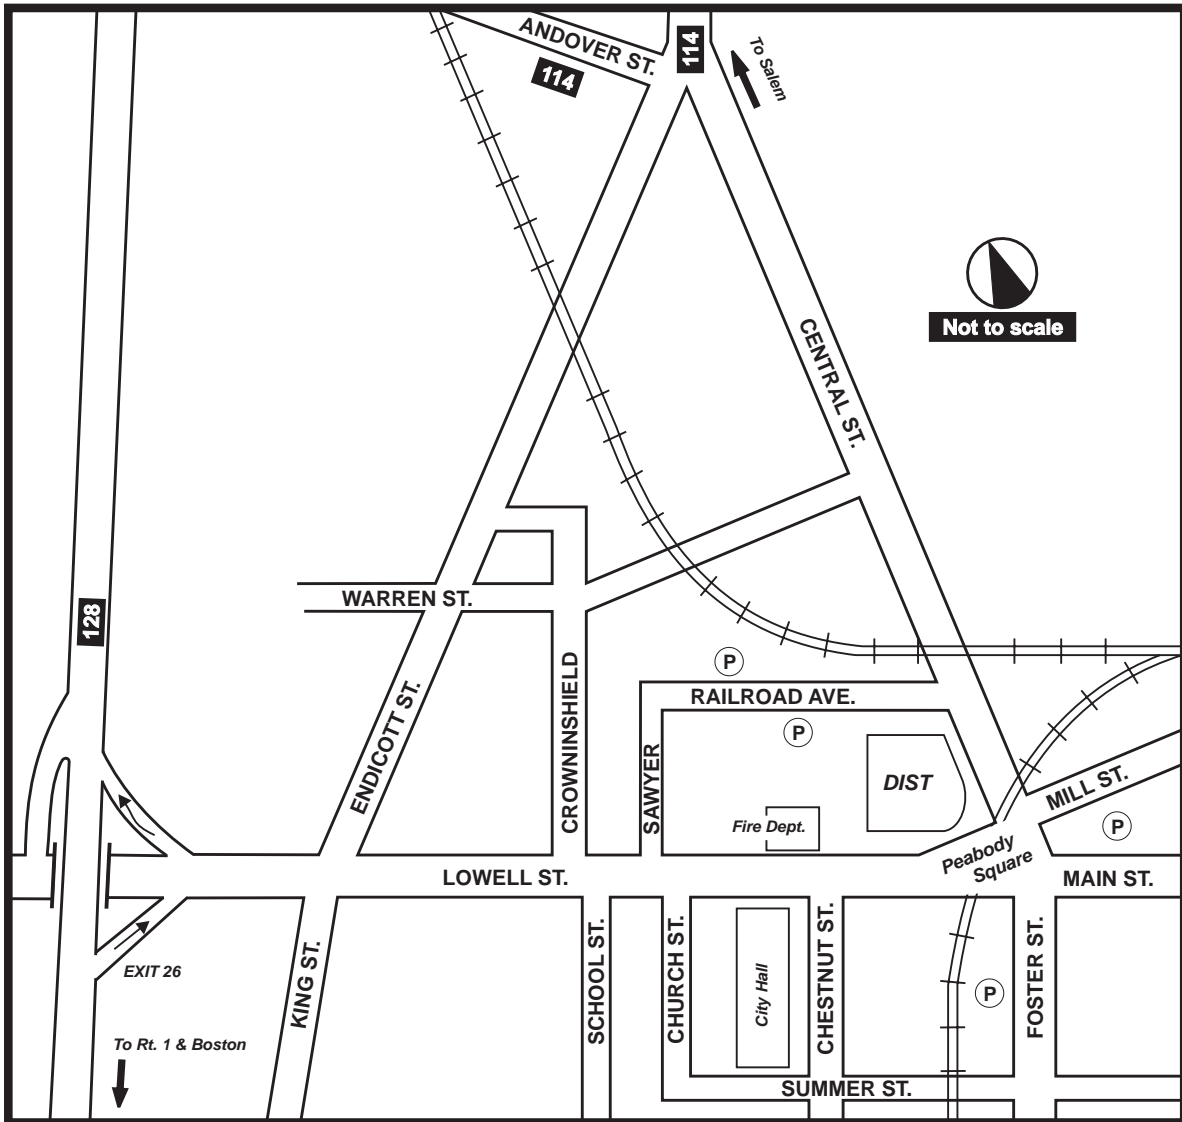 ANDOVER ST.
114
114
To Salem
Not to scale
CENTRAL ST.
128
WARREN ST.
ENDICOTT ST.
CROWNINSHIELD
P
RAILROAD AVE.
P
SAWYER
DIST
Fire Dept.
MILL ST.
P
Peabody
Square
LOWELL ST.
MAIN ST.
EXIT 26
KING ST.
SCHOOL ST.
CHURCH ST.
City Hall
CHESTNUT ST.
P
FOSTER ST.
To Rt. 1 & Boston
SUMMER ST.